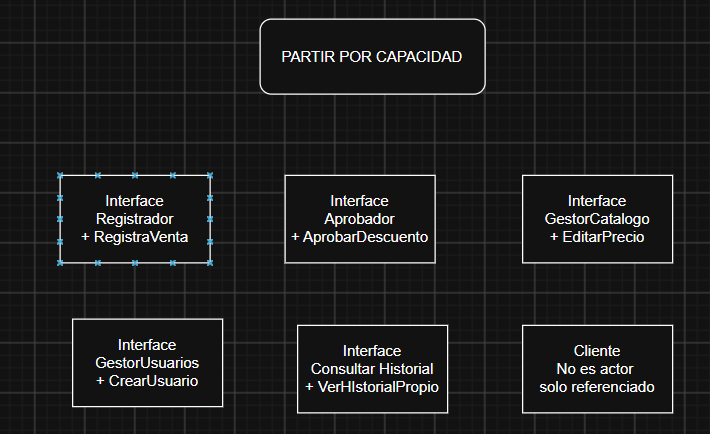 PARTIR POR CAPACIDAD
Interface
Registrador
+ RegistraVenta
Interface
Aprobador
+ AprobarDescuento
Interface
GestorCatalogo
+ EditarPrecio
Interface
GestorUsuarios
+ CrearUsuario
Interface
Consultar Historial
+ VerHIstorialPropio
Cliente
No es actor
solo referenciado